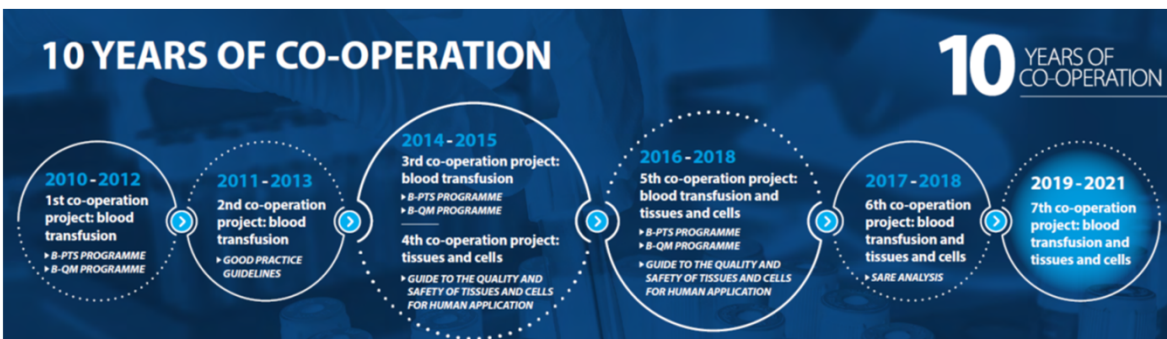 10 YEARS OF CO-OPERATION
10 YEARS OF
CO-OPERATION
2010-2012
1st co-operation
project: blood
transfusion
B-PTS PROGRAMME
B-QM PROGRAMME
2011-2013
2nd co-operation
project: blood
transfusion
GOOD PRACTICE
GUIDELINES
2014-2015
3rd co-operation project:
blood transfusion
B-PTS PROGRAMME
B-QM PROGRAMME
4th co-operation project:
tissues and cells
GUIDE TO THE QUALITY AND
SAFETY OF TISSUES AND CELLS
FOR HUMAN APPLICATION
2016-2018
5th co-operation project:
blood transfusion and
tissues and cells
B-PTS PROGRAMME
B-QM PROGRAMME
GUIDE TO THE QUALITY AND
SAFETY OF TISSUES AND CELLS
FOR HUMAN APPLICATION
2017-2018
6th co-operation
project: blood
transfusion and
tissues and cells
SARE ANALYSIS
2019-2021
7th co-operation
project: blood
transfusion and
tissues and cells